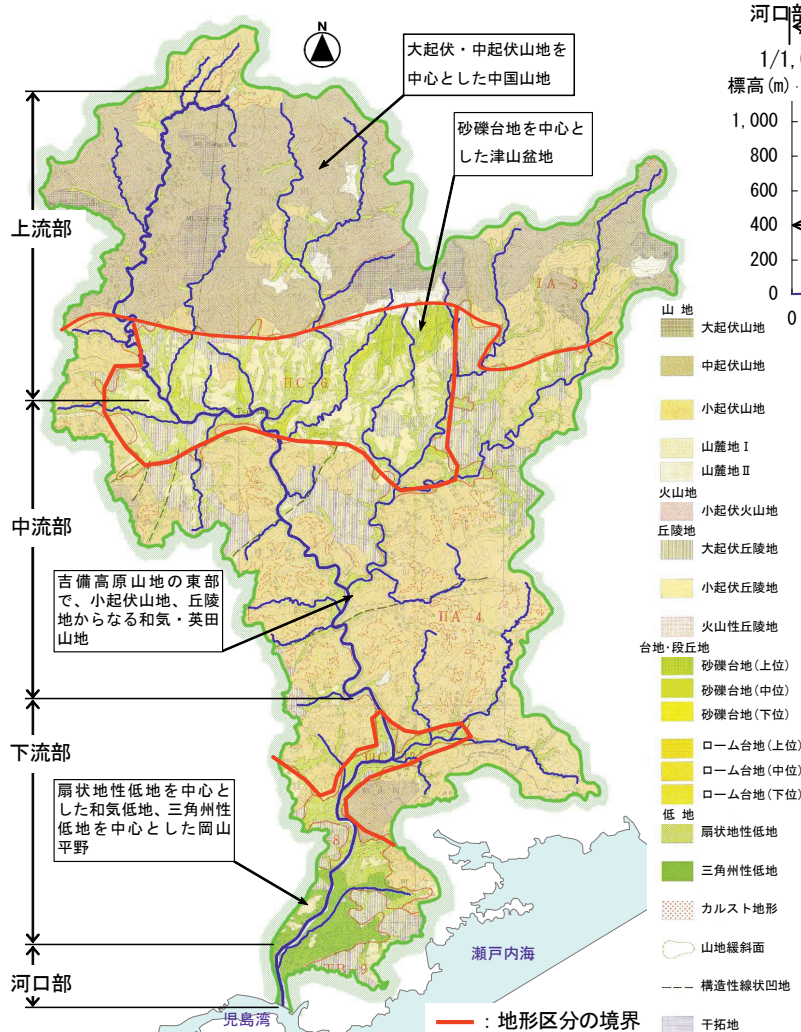 河口部
1/1,
標高(m)
1,000
800
600
400
200
0
0
N
大起伏・中起伏山地を
中心とした中国山地
砂礫台地を中心と
した津山盆地
上流部
中流部
下流部
河口部
ⅠA-3
ⅡC-6
ⅡA-4
吉備高原山地の東部
で、小起伏山地、丘陵
地からなる和気・英田
山地
扇状地性低地を中心と
した和気低地、三角州性
低地を中心とした岡山
平野
瀬戸内海
児島湾
：地形区分の境界
山 地
大起伏山地
中起伏山地
小起伏山地
山麓地Ⅰ
山麓地Ⅱ
火山地
小起伏火山地
丘陵地
大起伏丘陵地
小起伏丘陵地
火山性丘陵地
台地・段丘地
砂礫台地(上位)
砂礫台地(中位)
砂礫台地(下位)
ローム台地(上位)
ローム台地(中位)
ローム台地(下位)
低 地
扇状地性低地
三角州性低地
カルスト地形
山地緩斜面
構造性線状凹地
干拓地